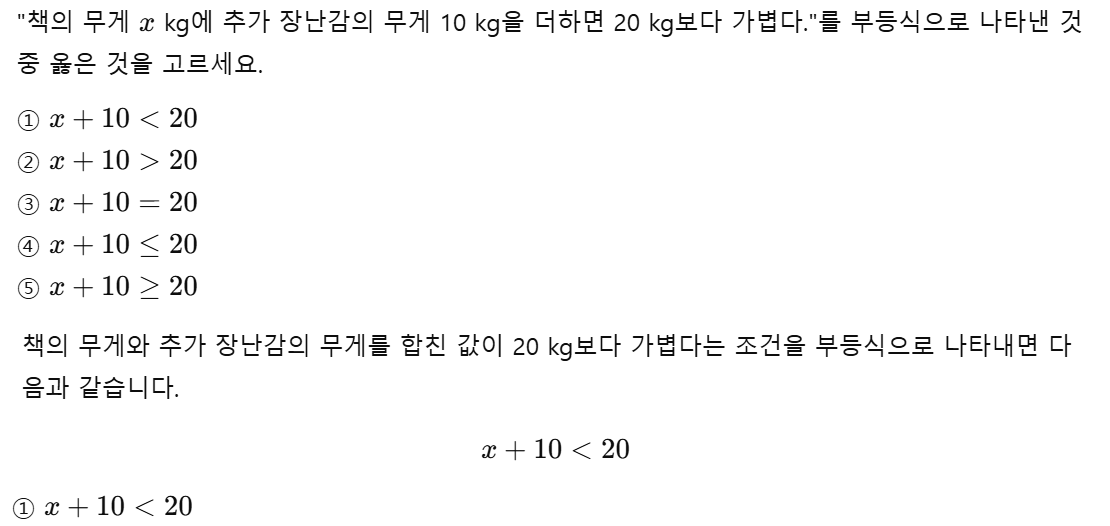 "책의 무게 x kg에 추가 장난감의 무게 10 kg을 더하면 20 kg보다 가볍다."를 부등식으로 나타낸 것
중 옳은 것을 고르세요.
① x + 10 < 20
② x + 10 > 20
③ x + 10 = 20
④ x + 10 ≤ 20
⑤ x + 10 ≥ 20
책의 무게와 추가 장난감의 무게를 합친 값이 20 kg보다 가볍다는 조건을 부등식으로 나타내면 다
음과 같습니다.
x + 10 < 20
① x + 10 < 20